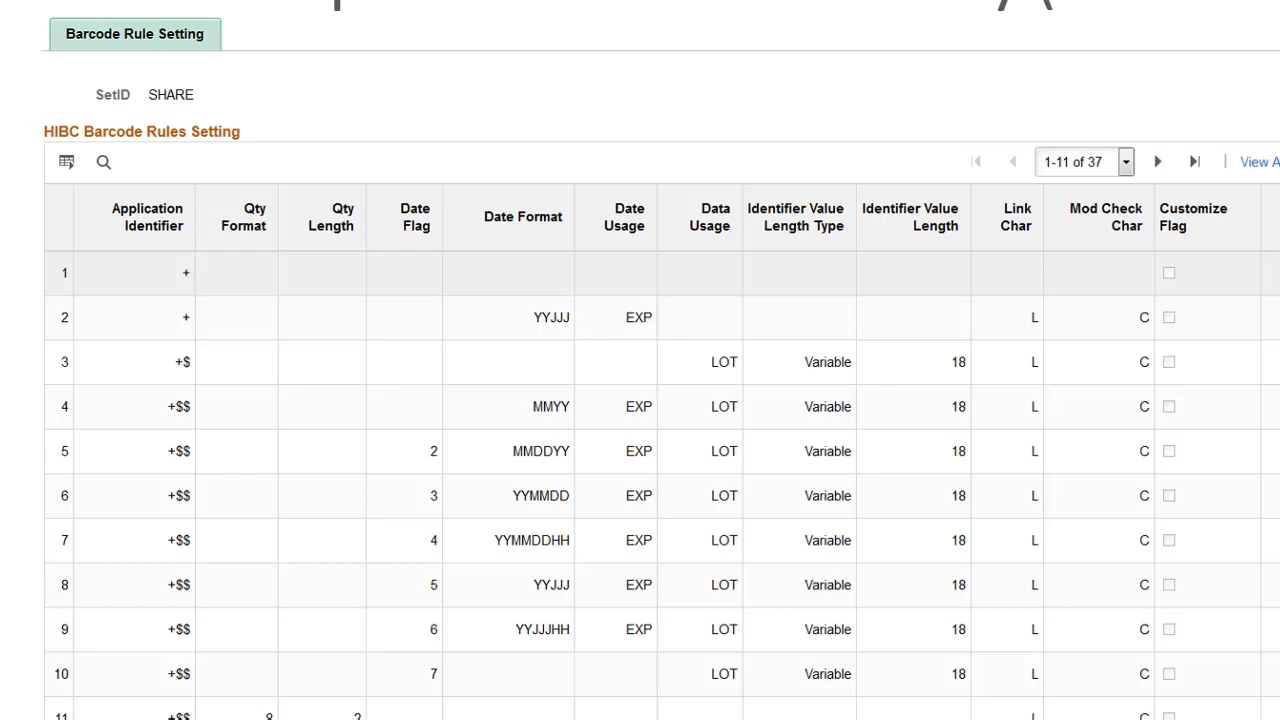 Barcode Rule Setting
SetID SHARE
HIBC Barcode Rules Setting
1-11 of 37 | View A
Application Identifier Qty Format Qty Length Date Flag Date Format Date Usage Data Usage Identifier Value Length Type Identifier Value Length Link Char Mod Check Char Customize Flag
1 +
2 + YYJJJ EXP L C
3 +$ LOT Variable 18 L C
4 +$$ MMYY EXP LOT Variable 18 L C
5 +$$ 2 MMDDYY EXP LOT Variable 18 L C
6 +$$ 3 YYMMDD EXP LOT Variable 18 L C
7 +$$ 4 YYMMDDHH EXP LOT Variable 18 L C
8 +$$ 5 YYJJJ EXP LOT Variable 18 L C
9 +$$ 6 YYJJJHH EXP LOT Variable 18 L C
10 +$$ 7 LOT Variable 18 L C
11 +$$ 8 2 L C